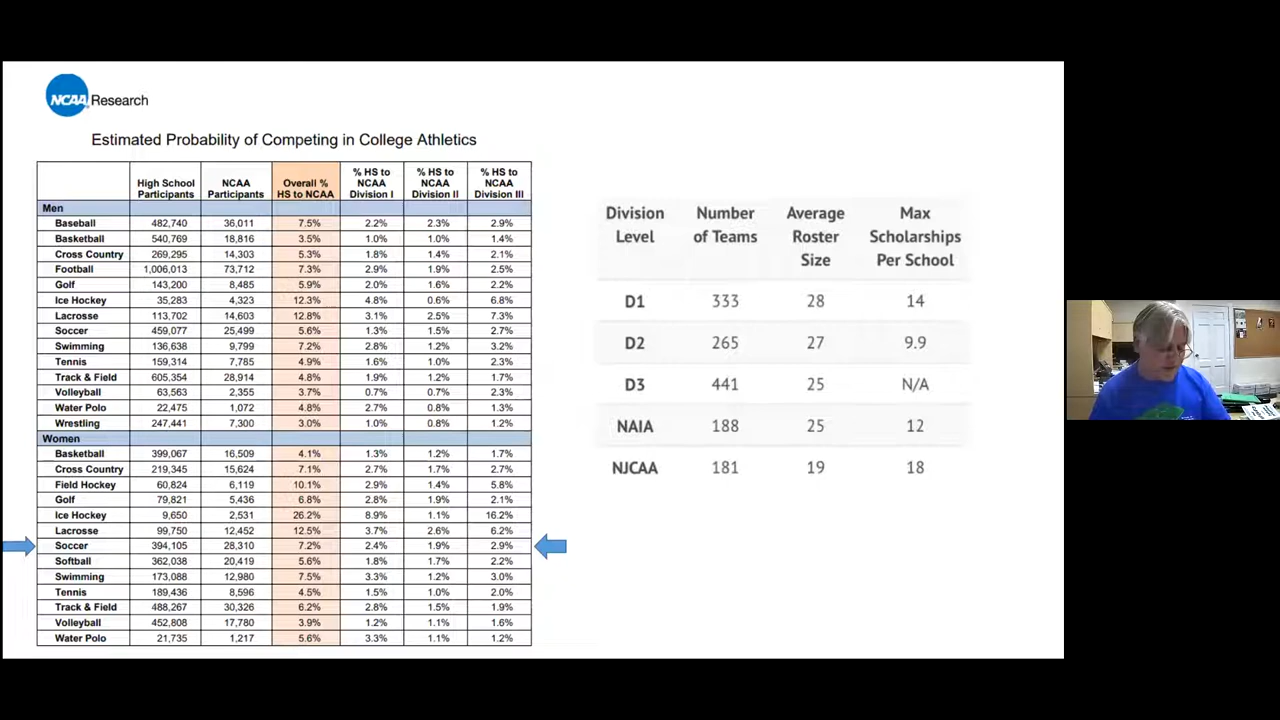 NCAA Research
Estimated Probability of Competing in College Athletics
High School Participants NCAA Participants Overall % HS to NCAA % HS to NCAA Division I % HS to NCAA Division II % HS to NCAA Division III
Men
Baseball 482,740 36,011 7.5% 2.2% 2.3% 2.9%
Basketball 540,769 18,816 3.5% 1.0% 1.0% 1.4%
Cross Country 269,295 14,303 5.3% 1.8% 1.4% 2.1%
Football 1,006,013 73,712 7.3% 2.9% 1.9% 2.5%
Golf 143,200 8,485 5.9% 2.0% 1.6% 2.2%
Ice Hockey 35,283 4,323 12.3% 4.8% 0.6% 6.8%
Lacrosse 113,702 14,603 12.8% 3.1% 2.5% 7.3%
Soccer 459,077 25,499 5.6% 1.3% 1.5% 2.7%
Swimming 136,638 9,799 7.2% 2.8% 1.2% 3.2%
Tennis 159,314 7,785 4.9% 1.6% 1.0% 2.3%
Track & Field 605,354 28,914 4.8% 1.9% 1.2% 1.7%
Volleyball 63,563 2,355 3.7% 0.7% 0.7% 2.3%
Water Polo 22,475 1,072 4.8% 2.7% 0.8% 1.3%
Wrestling 247,441 7,300 3.0% 1.0% 0.8% 1.2%
Women
Basketball 399,067 16,509 4.1% 1.3% 1.2% 1.7%
Cross Country 219,345 15,624 7.1% 2.7% 1.7% 2.7%
Field Hockey 60,824 6,119 10.1% 2.9% 1.4% 5.8%
Golf 79,821 5,436 6.8% 2.8% 1.9% 2.1%
Ice Hockey 9,650 2,531 26.2% 8.9% 1.1% 16.2%
Lacrosse 99,750 12,452 12.5% 3.7% 2.6% 6.2%
Soccer 394,105 28,310 7.2% 2.4% 1.9% 2.9%
Softball 362,038 20,419 5.6% 1.8% 1.7% 2.2%
Swimming 173,088 12,980 7.5% 3.3% 1.2% 3.0%
Tennis 189,436 8,596 4.5% 1.5% 1.0% 2.0%
Track & Field 488,267 30,326 6.2% 2.8% 1.5% 1.9%
Volleyball 452,808 17,780 3.9% 1.2% 1.1% 1.6%
Water Polo 21,735 1,217 5.6% 3.3% 1.1% 1.2%
Division Level Number of Teams Average Roster Size Max Scholarships Per School
D1 333 28 14
D2 265 27 9.9
D3 441 25 N/A
NAIA 188 25 12
NJCAA 181 19 18